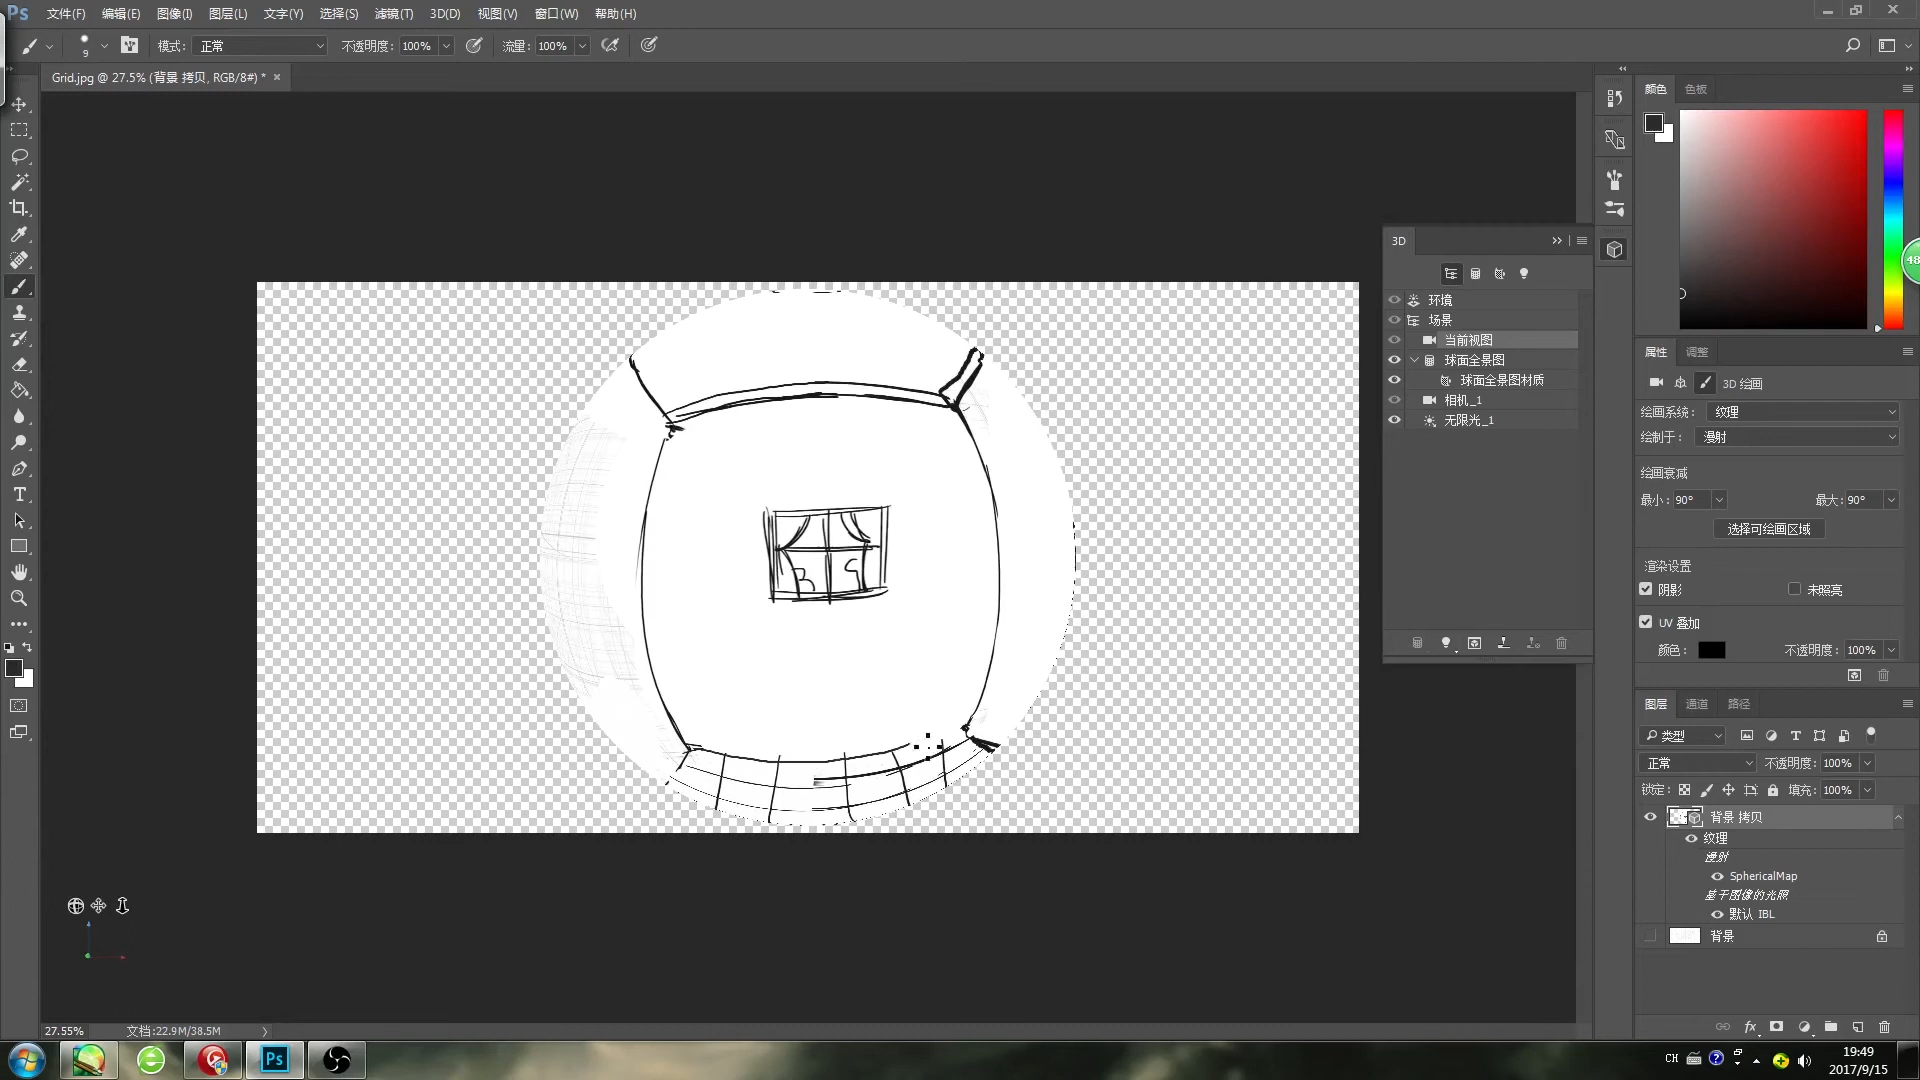 Ps 文件(F) 编辑(E) 图像(I) 图层(L) 文字(Y) 选择(S) 滤镜(T) 3D(D) 视图(V) 窗口(W) 帮助(H)
9 模式: 正常 不透明度: 100% 流量: 100%
Grid.jpg @ 27.5% (背景 拷贝, RGB/8#) * ×
颜色 色板
3D
环境
场景
当前视图
球面全景图
球面全景图材质
相机_1
无限光_1
48
属性 调整
3D 绘画
绘画系统: 纹理
绘制于: 漫射
绘画衰减
最小: 90° 最大: 90°
选择可绘画区域
渲染设置
阴影 未照亮
UV 叠加
颜色: 不透明度: 100%
图层 通道 路径
类型
正常 不透明度: 100%
锁定: 填充: 100%
背景 拷贝
纹理
漫射
SphericalMap
基于图像的光照
默认 IBL
背景
fx
27.55% 文档:22.9M/38.5M
Ps
CH 19:49
2017/9/15